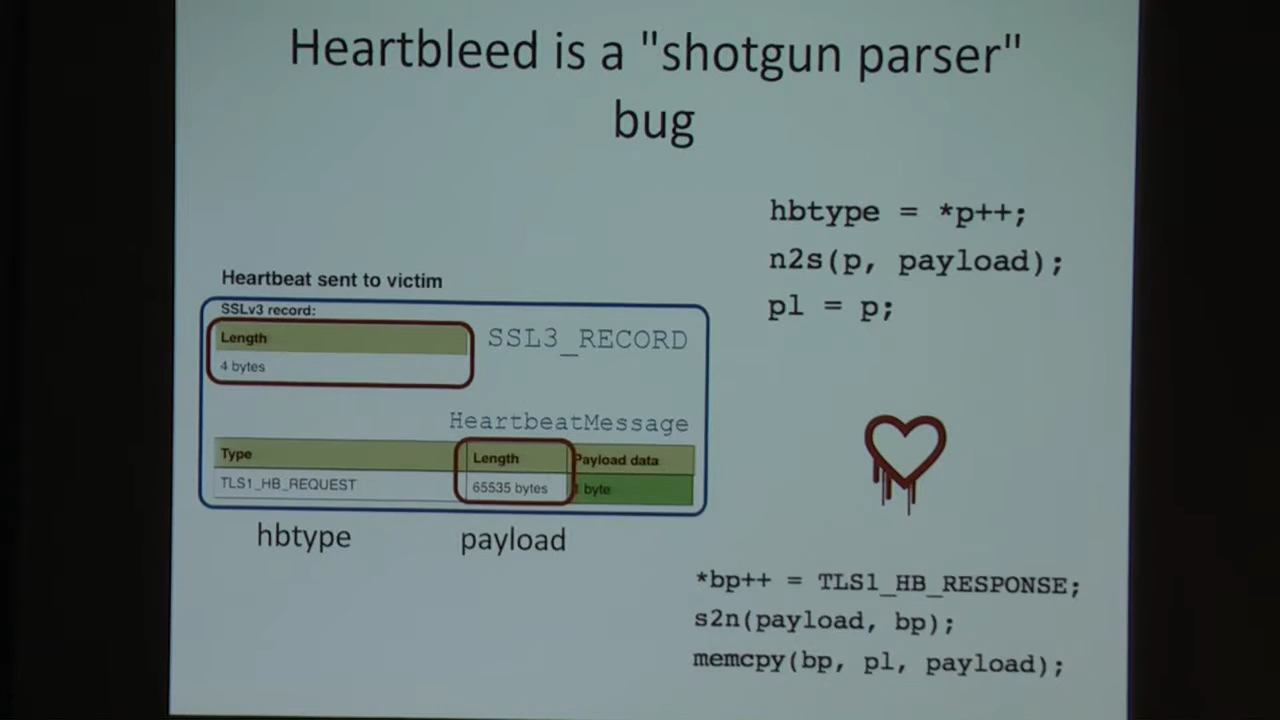 Heartbleed is a "shotgun parser"
bug
hbtype = *p++;
n2s(p, payload);
pl = p;
Heartbeat sent to victim
SSLv3 record:
Length
4 bytes
SSL3_RECORD
HeartbeatMessage
Type Length Payload data
TLS1_HB_REQUEST 65535 bytes 1 byte
hbtype payload
*bp++ = TLS1_HB_RESPONSE;
s2n(payload, bp);
memcpy(bp, pl, payload);